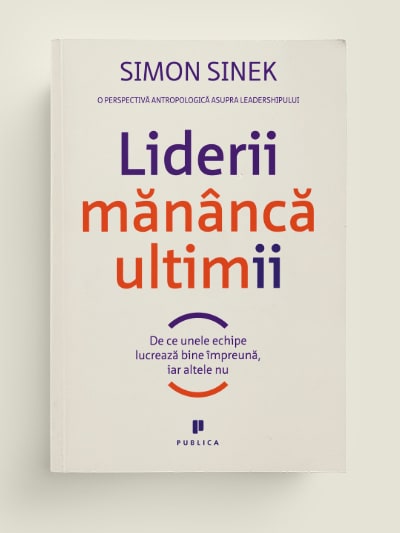 SIMON SINEK
O PERSPECTIVĂ ANTROPOLOGICĂ ASUPRA LEADERSHIPULUI
Liderii
mănâncă
ultimii
De ce unele echipe
lucrează bine împreună,
iar altele nu
PUBLICA